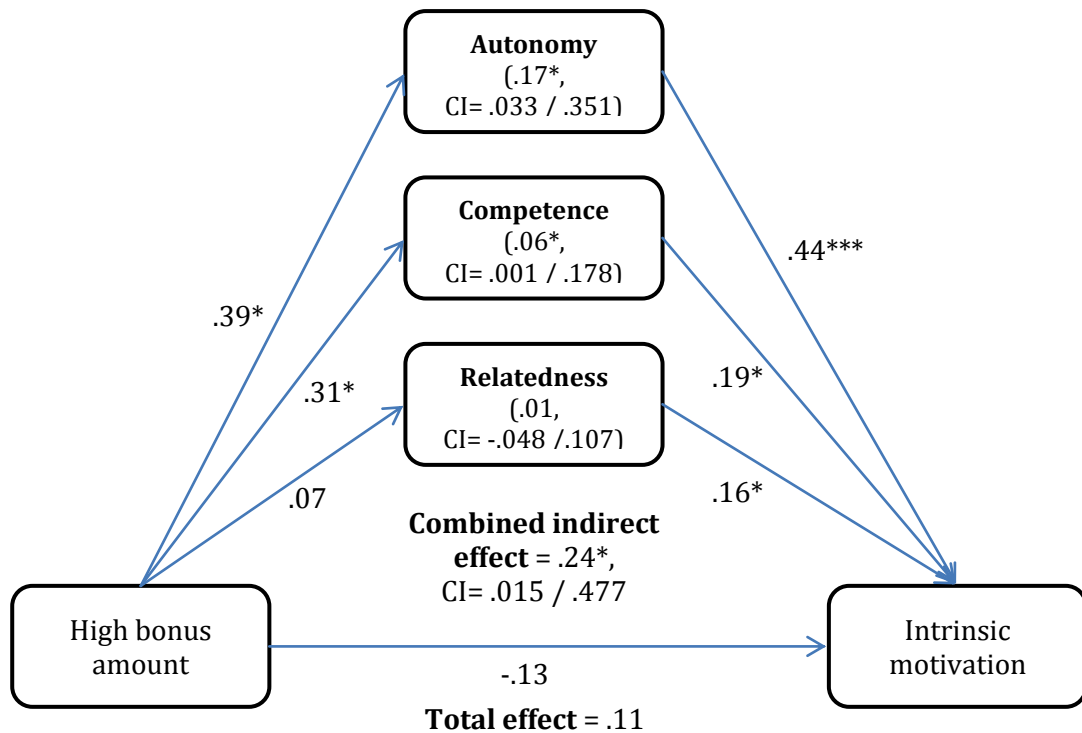 Autonomy
(.17*,
CI= .033 / .351)
Competence
(.06*,
CI= .001 / .178)
.44***
.39*
Relatedness
(.01,
CI= -.048 /.107)
.31*
.19*
.07
.16*
Combined indirect
effect = .24*,
CI= .015 / .477
High bonus
amount
Intrinsic
motivation
-.13
Total effect = .11